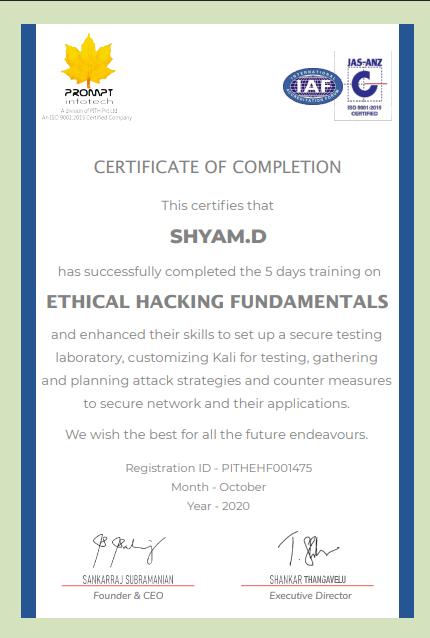 PROMPT
infotech
A division of PITH Pvt Ltd
An ISO 9001:2015 Certified Company
INTERNATIONAL
IAF
ACCREDITATION FORUM
JAS-ANZ
C
ISO 9001:2015
CERTIFIED
CERTIFICATE OF COMPLETION
This certifies that
SHYAM.D
has successfully completed the 5 days training on
ETHICAL HACKING FUNDAMENTALS
and enhanced their skills to set up a secure testing
laboratory, customizing Kali for testing, gathering
and planning attack strategies and counter measures
to secure network and their applications.
We wish the best for all the future endeavours.
Registration ID - PITHEHF001475
Month - October
Year - 2020
SANKARRAJ SUBRAMANIAN
Founder & CEO
SHANKAR THANGAVELU
Executive Director